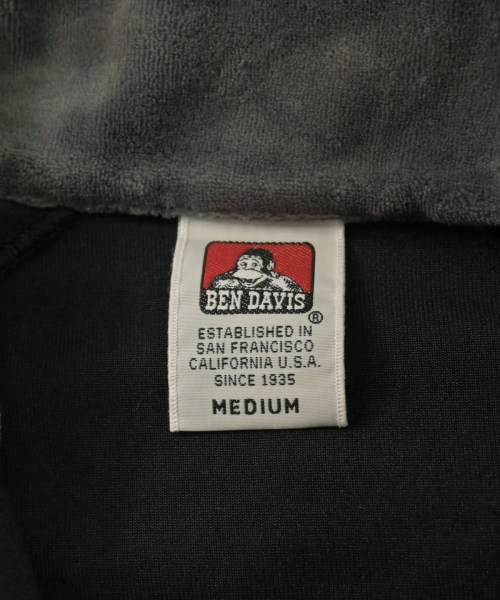 BEN DAVIS
®
ESTABLISHED IN
SAN FRANCISCO
CALIFORNIA U.S.A.
SINCE 1935
MEDIUM